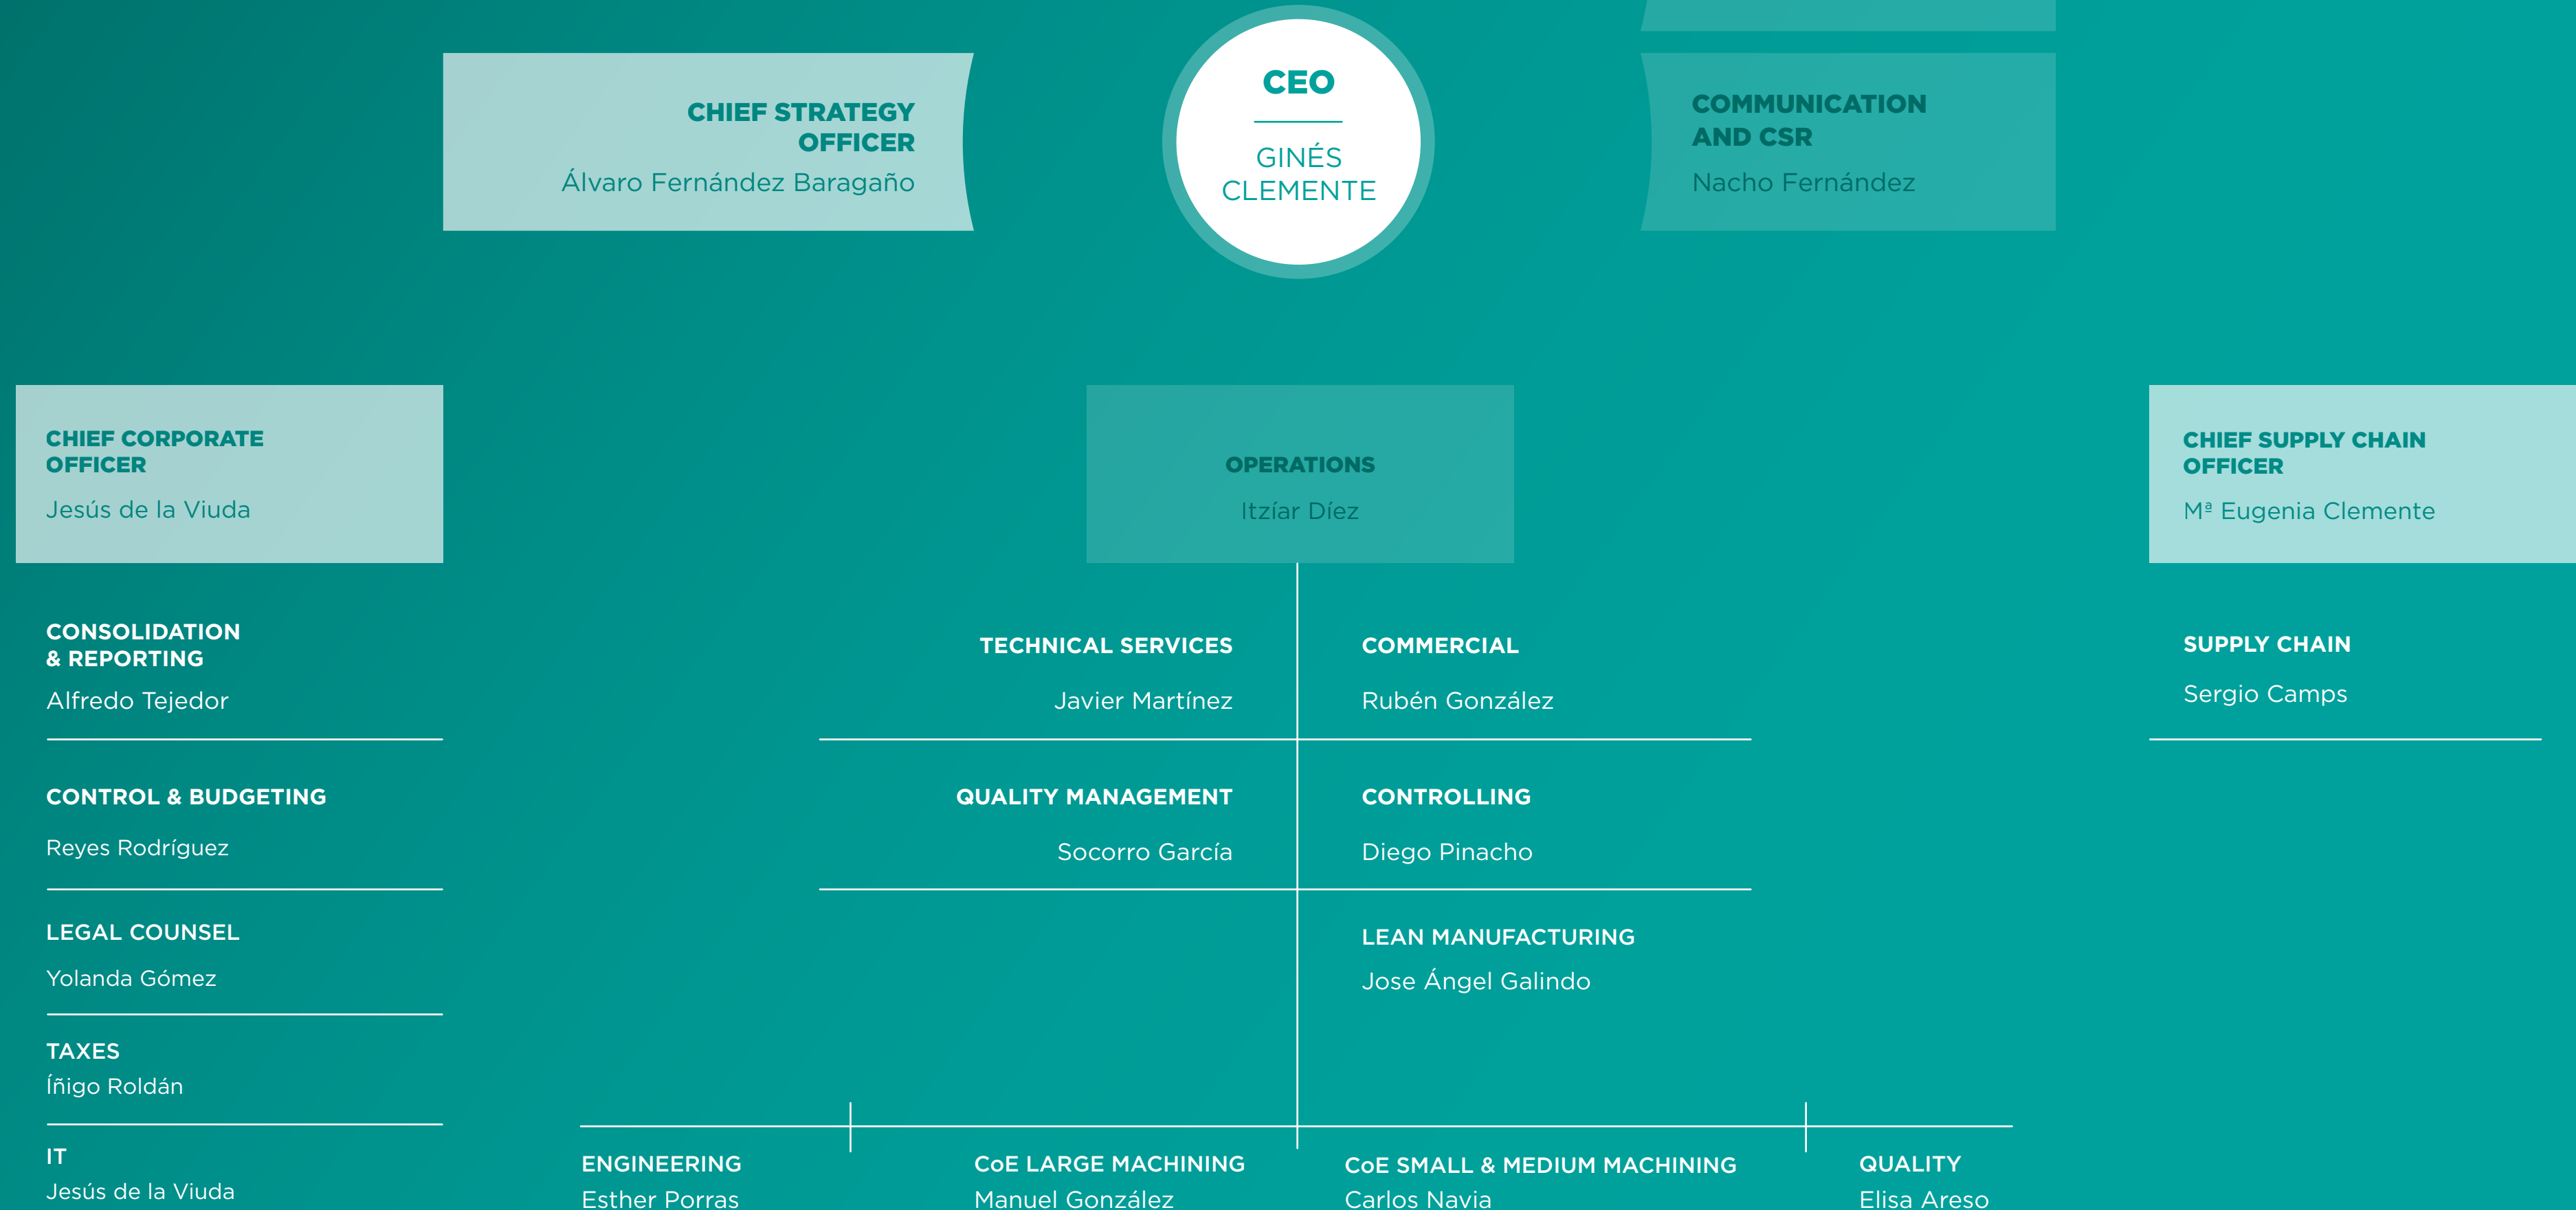 CHIEF STRATEGY
OFFICER
Álvaro Fernández Baragaño
CEO
GINÉS
CLEMENTE
COMMUNICATION
AND CSR
Nacho Fernández
CHIEF CORPORATE
OFFICER
Jesús de la Viuda
OPERATIONS
Itzíar Díez
CHIEF SUPPLY CHAIN
OFFICER
Mª Eugenia Clemente
CONSOLIDATION
& REPORTING
Alfredo Tejedor
CONTROL & BUDGETING
Reyes Rodríguez
LEGAL COUNSEL
Yolanda Gómez
TAXES
Íñigo Roldán
IT
Jesús de la Viuda
TECHNICAL SERVICES
Javier Martínez
QUALITY MANAGEMENT
Socorro García
COMMERCIAL
Rubén González
CONTROLLING
Diego Pinacho
LEAN MANUFACTURING
Jose Ángel Galindo
SUPPLY CHAIN
Sergio Camps
ENGINEERING
Esther Porras
CoE LARGE MACHINING
Manuel González
CoE SMALL & MEDIUM MACHINING
Carlos Navia
QUALITY
Elisa Areso